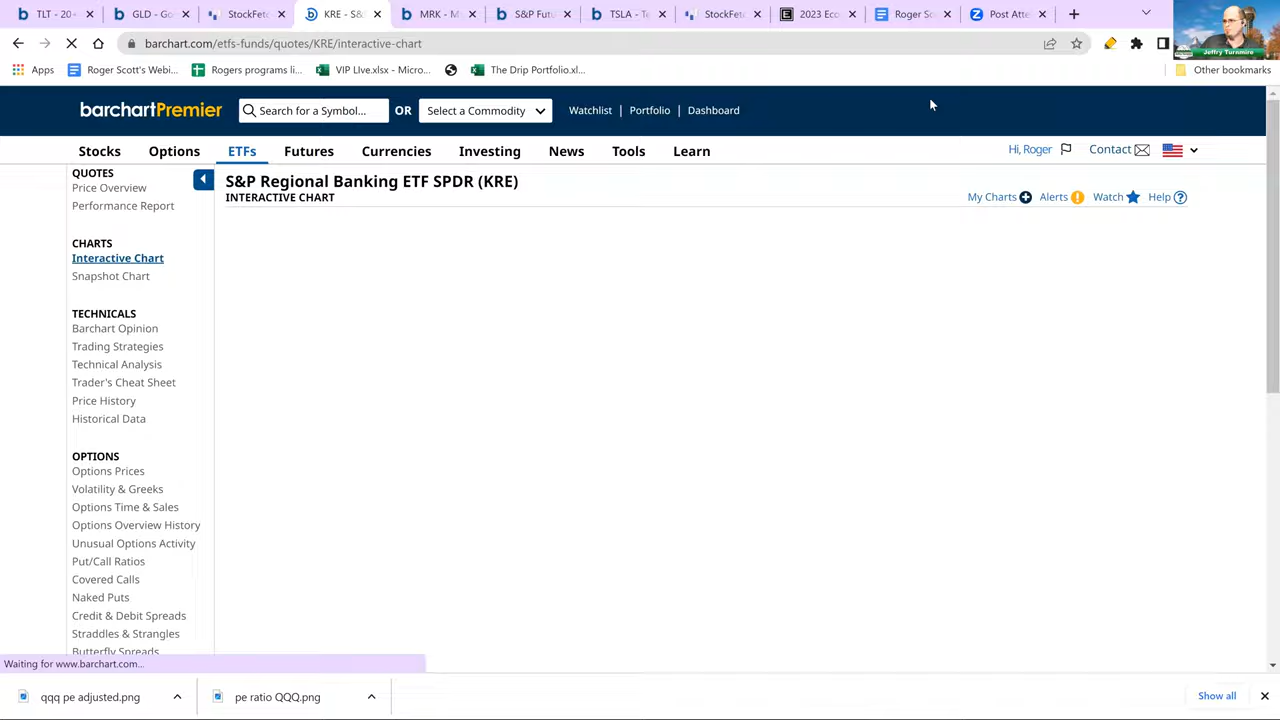 TLT - 20+
GLD - Go
StockFet
KRE - S&
MRK - M
S&P Futu
TSLA - Te
StockFet
2023 Eco
Roger Sc
Post Atte
barchart.com/etfs-funds/quotes/KRE/interactive-chart
Jeffry Turnmire
Apps
Roger Scott's Webi...
Rogers programs li...
VIP LIve.xlsx - Micro...
The Drip Portinric.xl...
Other bookmarks
barchartPremier
Search for a Symbol...
OR
Select a Commodity
Watchlist | Portfolio | Dashboard
Stocks Options ETFs Futures Currencies Investing News Tools Learn
Hi, Roger
Contact
QUOTES
Price Overview
Performance Report
CHARTS
Interactive Chart
Snapshot Chart
TECHNICALS
Barchart Opinion
Trading Strategies
Technical Analysis
Trader's Cheat Sheet
Price History
Historical Data
OPTIONS
Options Prices
Volatility & Greeks
Options Time & Sales
Options Overview History
Unusual Options Activity
Put/Call Ratios
Covered Calls
Naked Puts
Credit & Debit Spreads
Straddles & Strangles
Butterfly Spreads
S&P Regional Banking ETF SPDR (KRE)
INTERACTIVE CHART
My Charts Alerts Watch Help
Waiting for www.barchart.com...
qqq pe adjusted.png
pe ratio QQQ.png
Show all